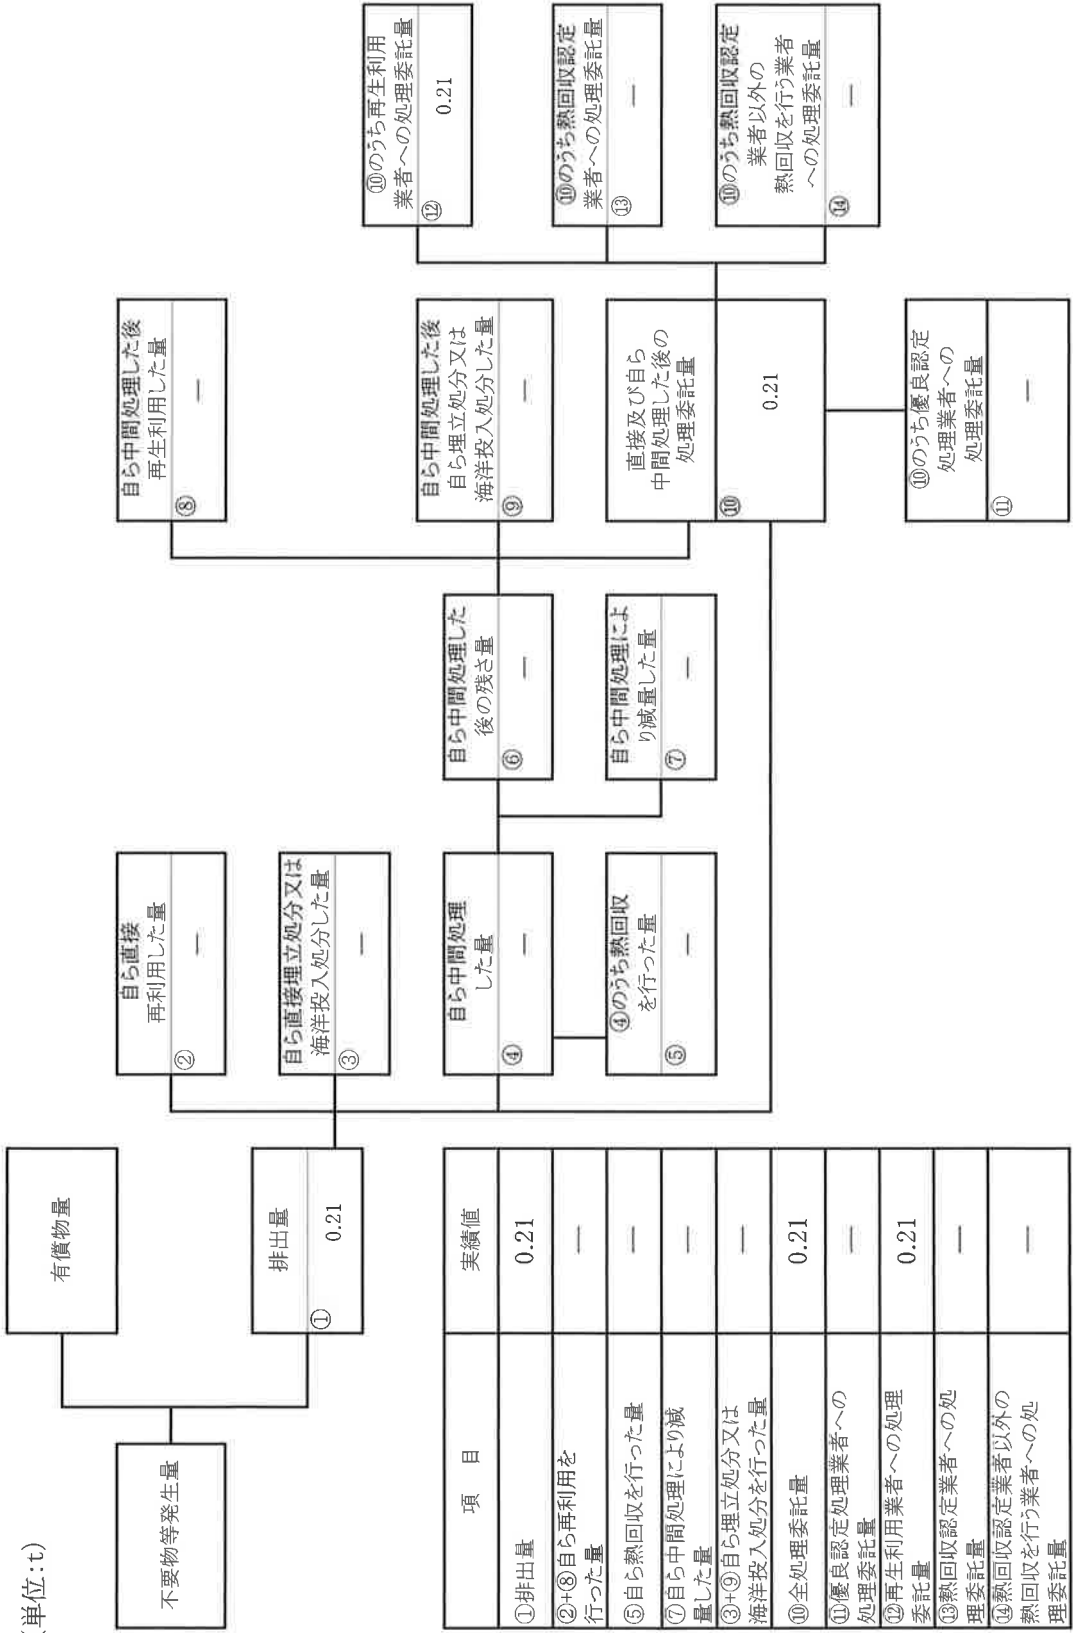 (単位:t)
不要物等発生量
有償物量
排出量
①
0.21
自ら直接
再利用した量
②
―
自ら直接埋立処分又は
海洋投入処分した量
③
―
自ら中間処理
した量
④
―
④のうち熱回収
を行った量
⑤
―
自ら中間処理した
後の残さ量
⑥
―
自ら中間処理によ
り減量した量
⑦
―
自ら中間処理した後
再生利用した量
⑧
―
自ら中間処理した後
自ら埋立処分又は
海洋投入処分した量
⑨
―
直接及び自ら
中間処理した後の
処理委託量
⑩
0.21
⑩のうち優良認定
処理業者への
処理委託量
⑪
―
⑩のうち再生利用
業者への処理委託量
⑫
0.21
⑩のうち熱回収認定
業者への処理委託量
⑬
―
⑩のうち熱回収認定
業者以外の
熱回収を行う業者
への処理委託量
⑭
―
項 目 実績値
①排出量 0.21
②+⑧自ら再利用を
行った量 ―
⑤自ら熱回収を行った量 ―
⑦自ら中間処理により減
量した量 ―
③+⑨自ら埋立処分又は
海洋投入処分を行った量 ―
⑩全処理委託量 0.21
⑪優良認定処理業者への
処理委託量 ―
⑫再生利用業者への処理
委託量 0.21
⑬熱回収認定業者への処
理委託量 ―
⑭熱回収認定業者以外の
熱回収を行う業者への処
理委託量 ―